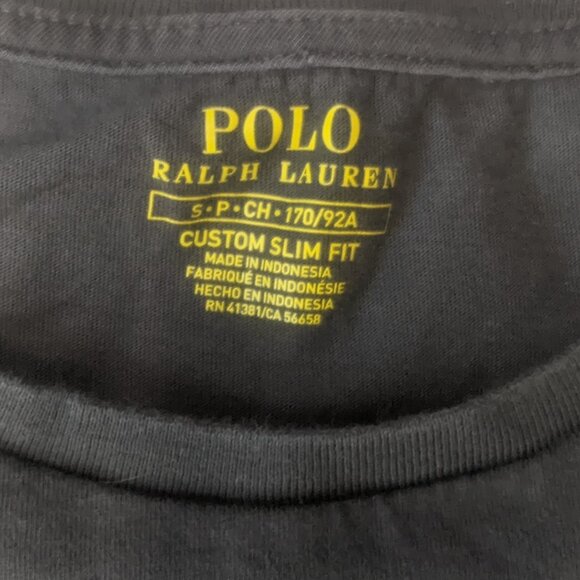 POLO
RALPH LAUREN
S • P • CH • 170/92A
CUSTOM SLIM FIT
MADE IN INDONESIA
FABRIQUÉ EN INDONÉSIE
HECHO EN INDONESIA
RN 41381/CA 56658